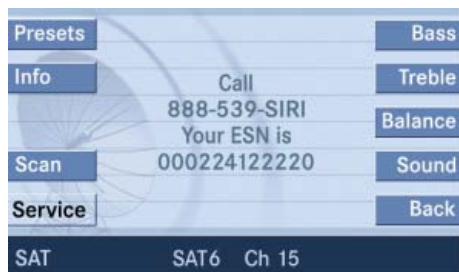 Presets
Bass
Info
Treble
Call
888-539-SIRI
Your ESN is
000224122220
Balance
Scan
Sound
Service
Back
SAT SAT6 Ch 15